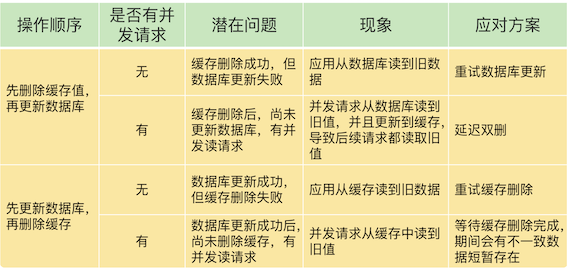 操作顺序
是否有并
发请求
潜在问题
现象
应对方案
先删除缓存值，
再更新数据库
无
缓存删除成功，但
数据库更新失败
应用从数据库读到旧数
据
重试数据库更新
有
缓存删除后，尚未
更新数据库，有并
发读请求
并发请求从数据库读到
旧值，并且更新到缓存，
导致后续请求都读取旧
值
延迟双删
先更新数据库，
再删除缓存
无
数据库更新成功，
但缓存删除失败
应用从缓存读到旧数据
重试缓存删除
有
数据库更新成功后，
尚未删除缓存，有
并发读请求
并发请求从缓存中读到
旧值
等待缓存删除完成，
期间会有不一致数
据短暂存在